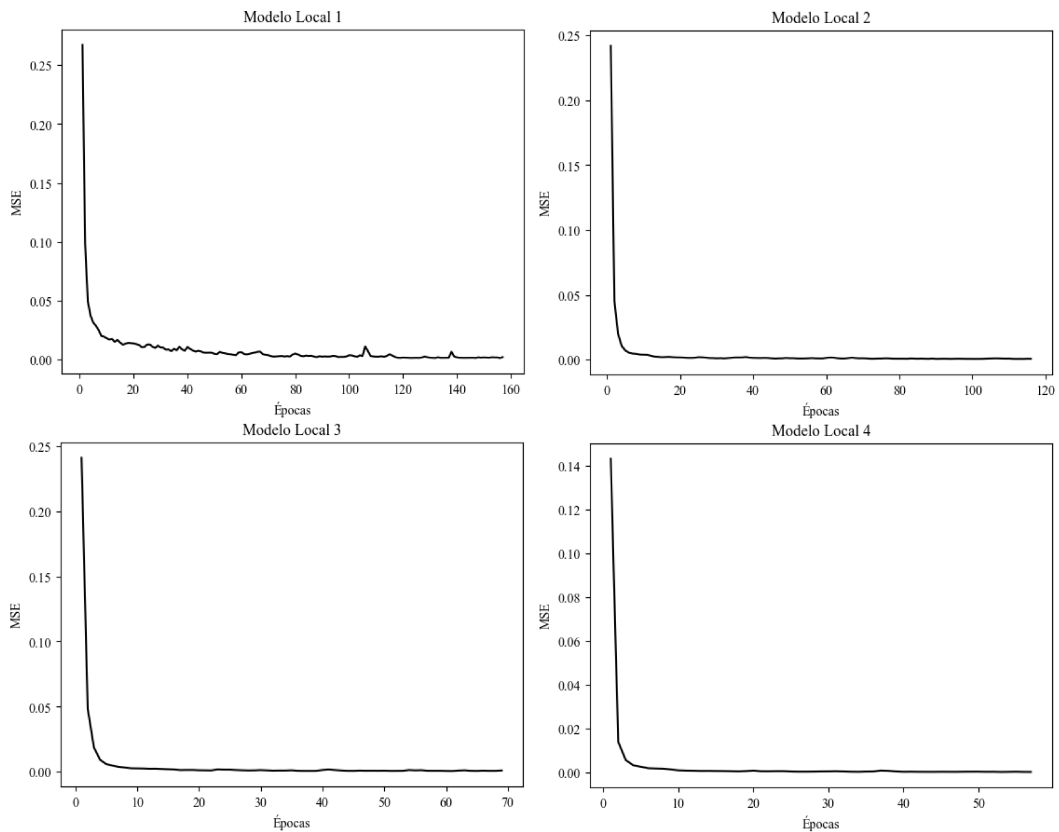 Modelo Local 1
0.25
0.20
0.15
0.10
0.05
0.00
MSE
0 20 40 60 80 100 120 140 160
Épocas
Modelo Local 2
0.25
0.20
0.15
0.10
0.05
0.00
MSE
0 20 40 60 80 100 120
Épocas
Modelo Local 3
0.25
0.20
0.15
0.10
0.05
0.00
MSE
0 10 20 30 40 50 60 70
Épocas
Modelo Local 4
0.14
0.12
0.10
0.08
0.06
0.04
0.02
0.00
MSE
0 10 20 30 40 50
Épocas